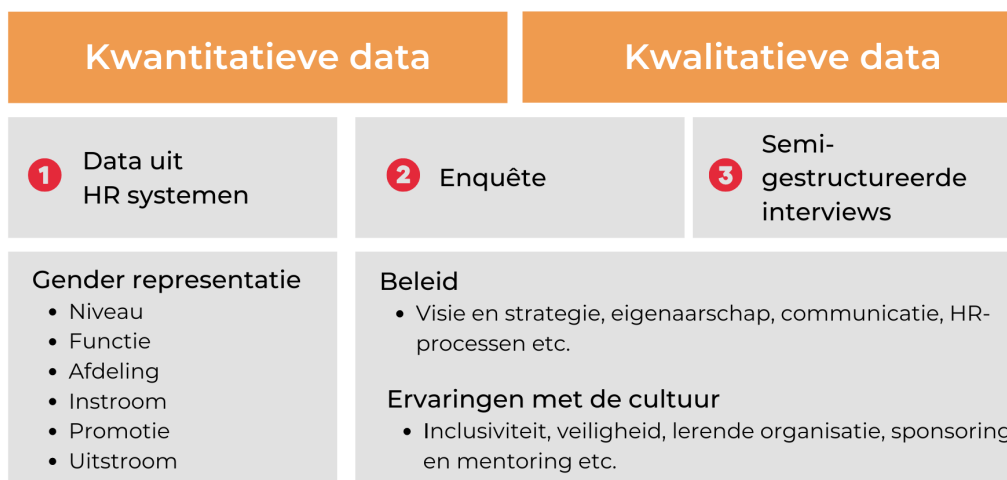 Kwantitatieve data
Kwalitatieve data
1
Data uit
HR systemen
2
Enquête
3
Semi-
gestructureerde
interviews
Gender representatie
• Niveau
• Functie
• Afdeling
• Instroom
• Promotie
• Uitstroom
Beleid
• Visie en strategie, eigenaarschap, communicatie, HR-
processen etc.
Ervaringen met de cultuur
• Inclusiviteit, veiligheid, lerende organisatie, sponsoring
en mentoring etc.